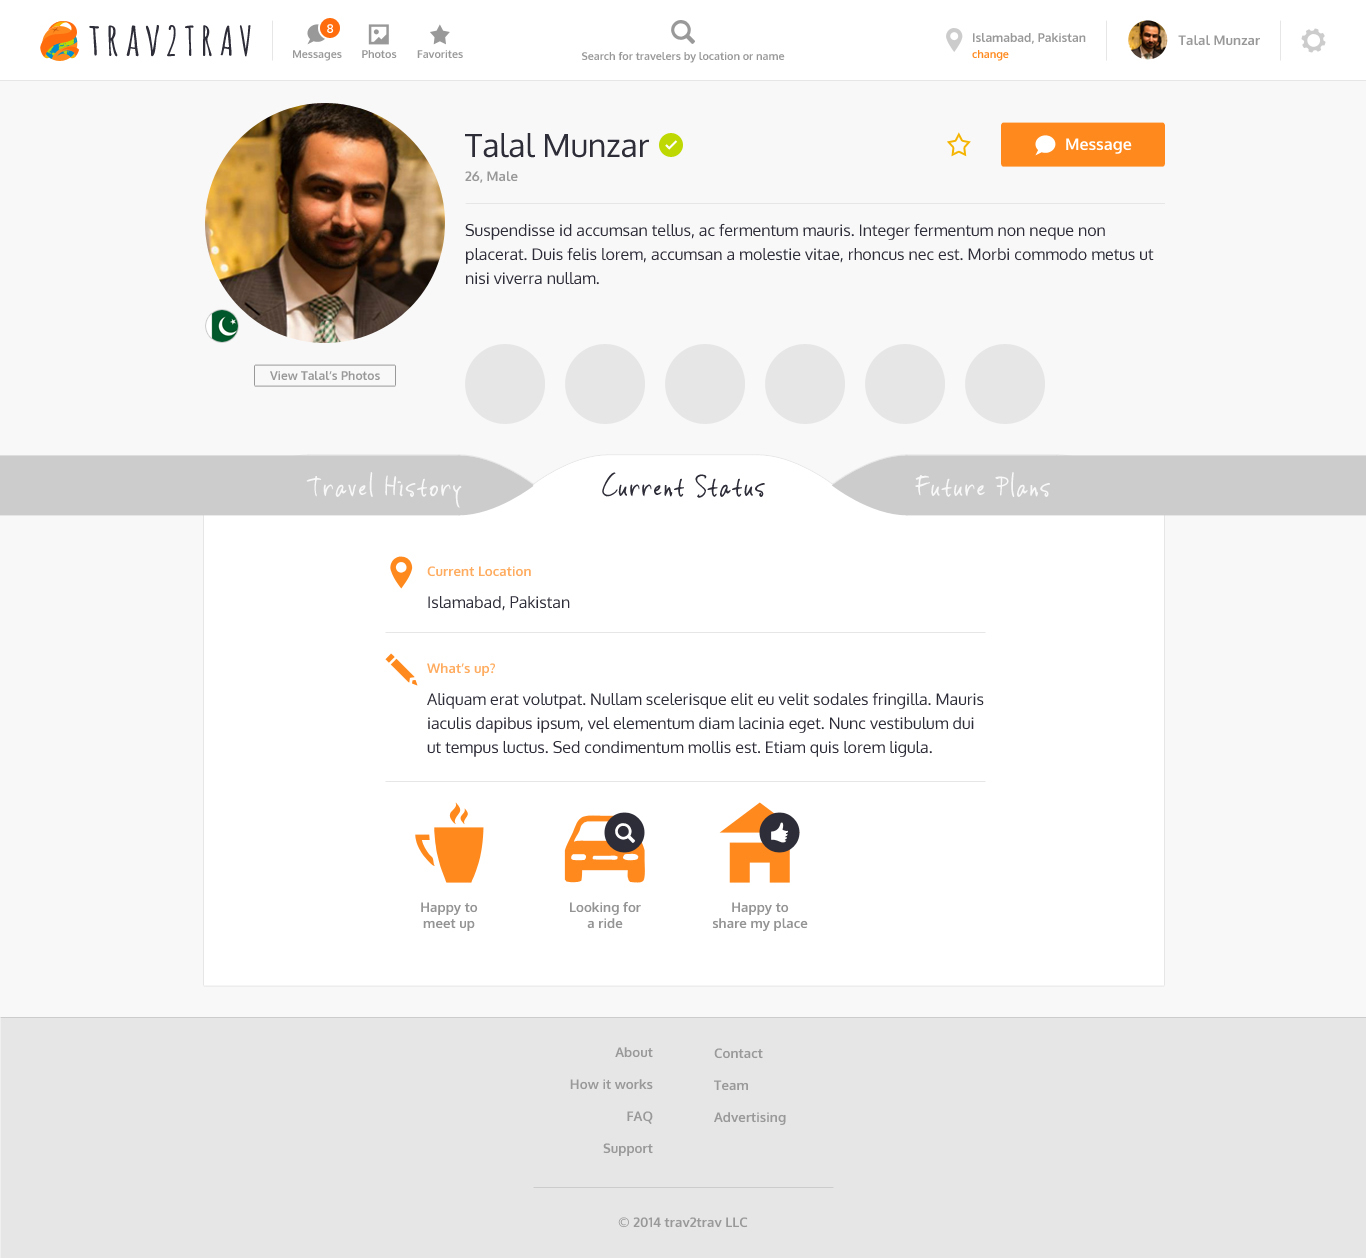 TRAV2TRAV
8
Messages
Photos
Favorites
Search for travelers by location or name
Islamabad, Pakistan
change
Talal Munzar
Talal Munzar
26, Male
Message
Suspendisse id accumsan tellus, ac fermentum mauris. Integer fermentum non neque non
placerat. Duis felis lorem, accumsan a molestie vitae, rhoncus nec est. Morbi commodo metus ut
nisi viverra nullam.
View Talal's Photos
Travel History
Current Status
Future Plans
Current Location
Islamabad, Pakistan
What's up?
Aliquam erat volutpat. Nullam scelerisque elit eu velit sodales fringilla. Mauris
iaculis dapibus ipsum, vel elementum diam lacinia eget. Nunc vestibulum dui
ut tempus luctus. Sed condimentum mollis est. Etiam quis lorem ligula.
Happy to
meet up
Looking for
a ride
Happy to
share my place
About
How it works
FAQ
Support
Contact
Team
Advertising
© 2014 trav2trav LLC